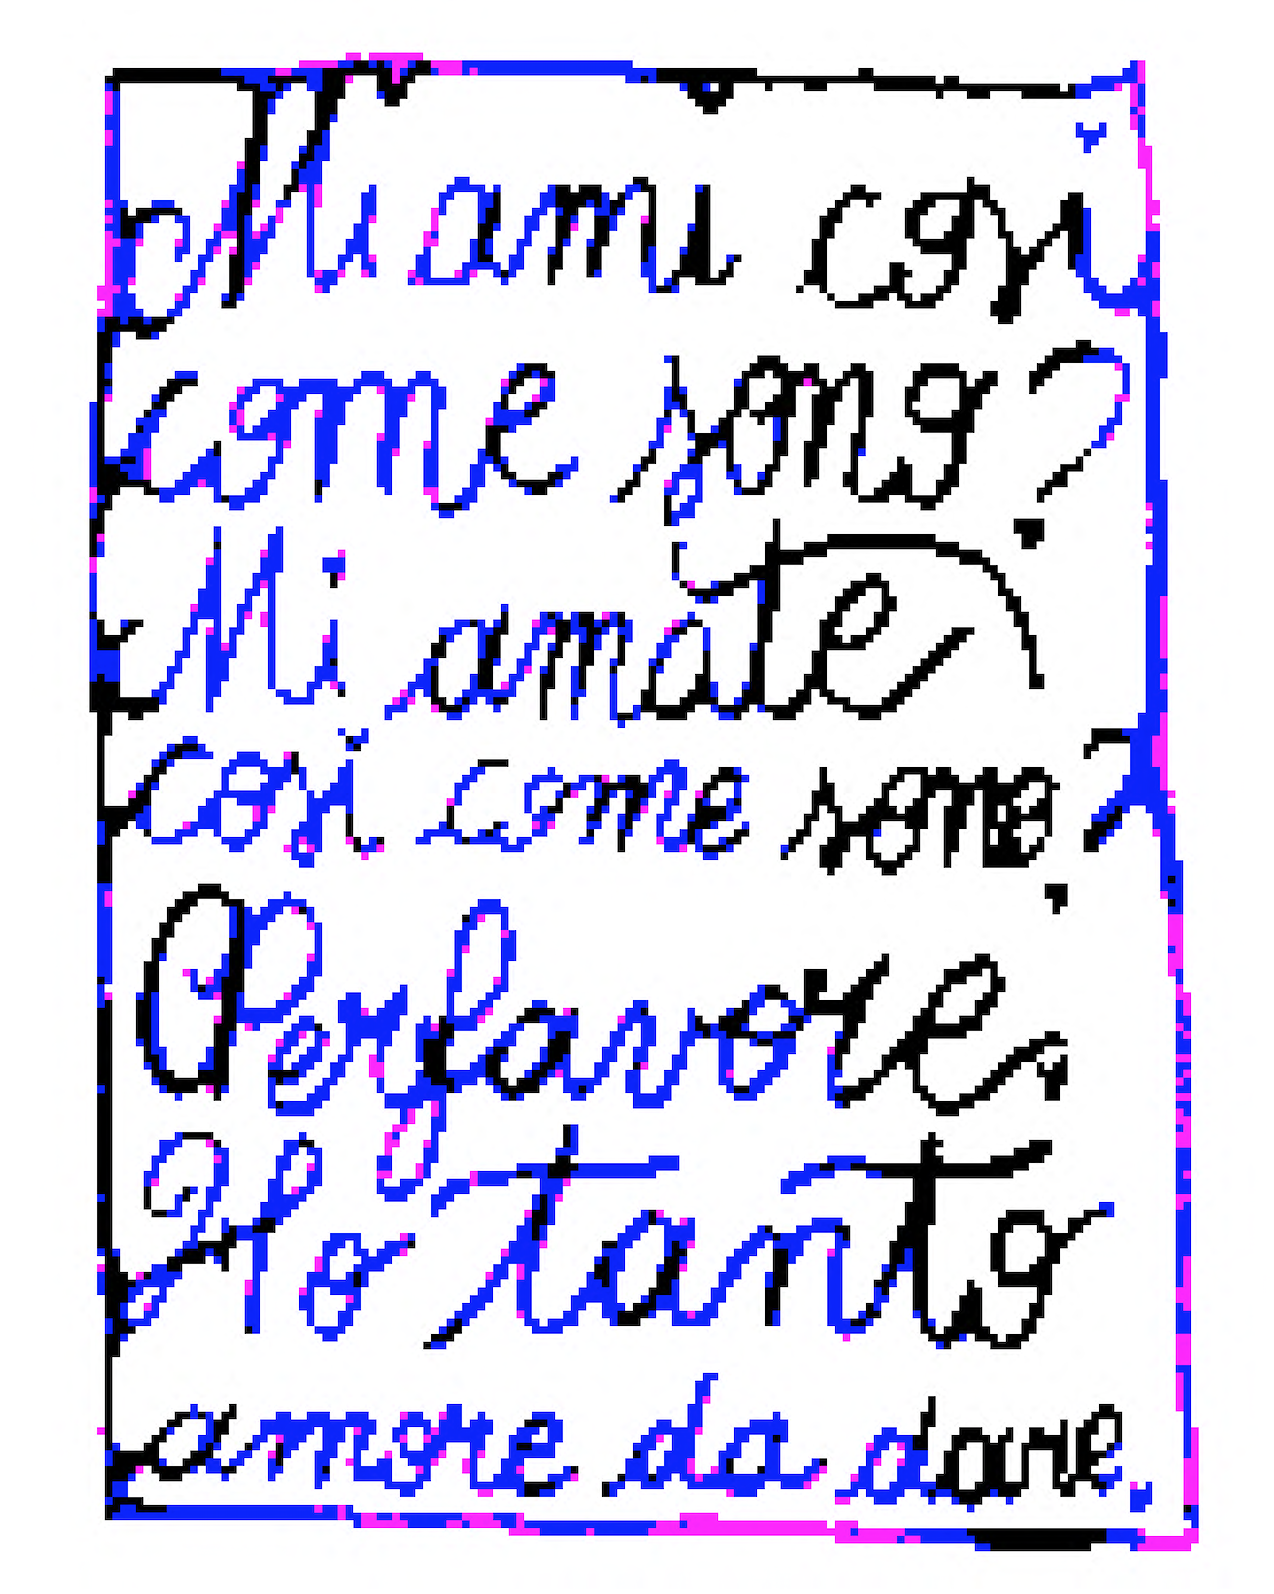 Mi ami così
come sono?
Mi amate
così come sono?
Per favore,
Ho tanto
amore da dare.